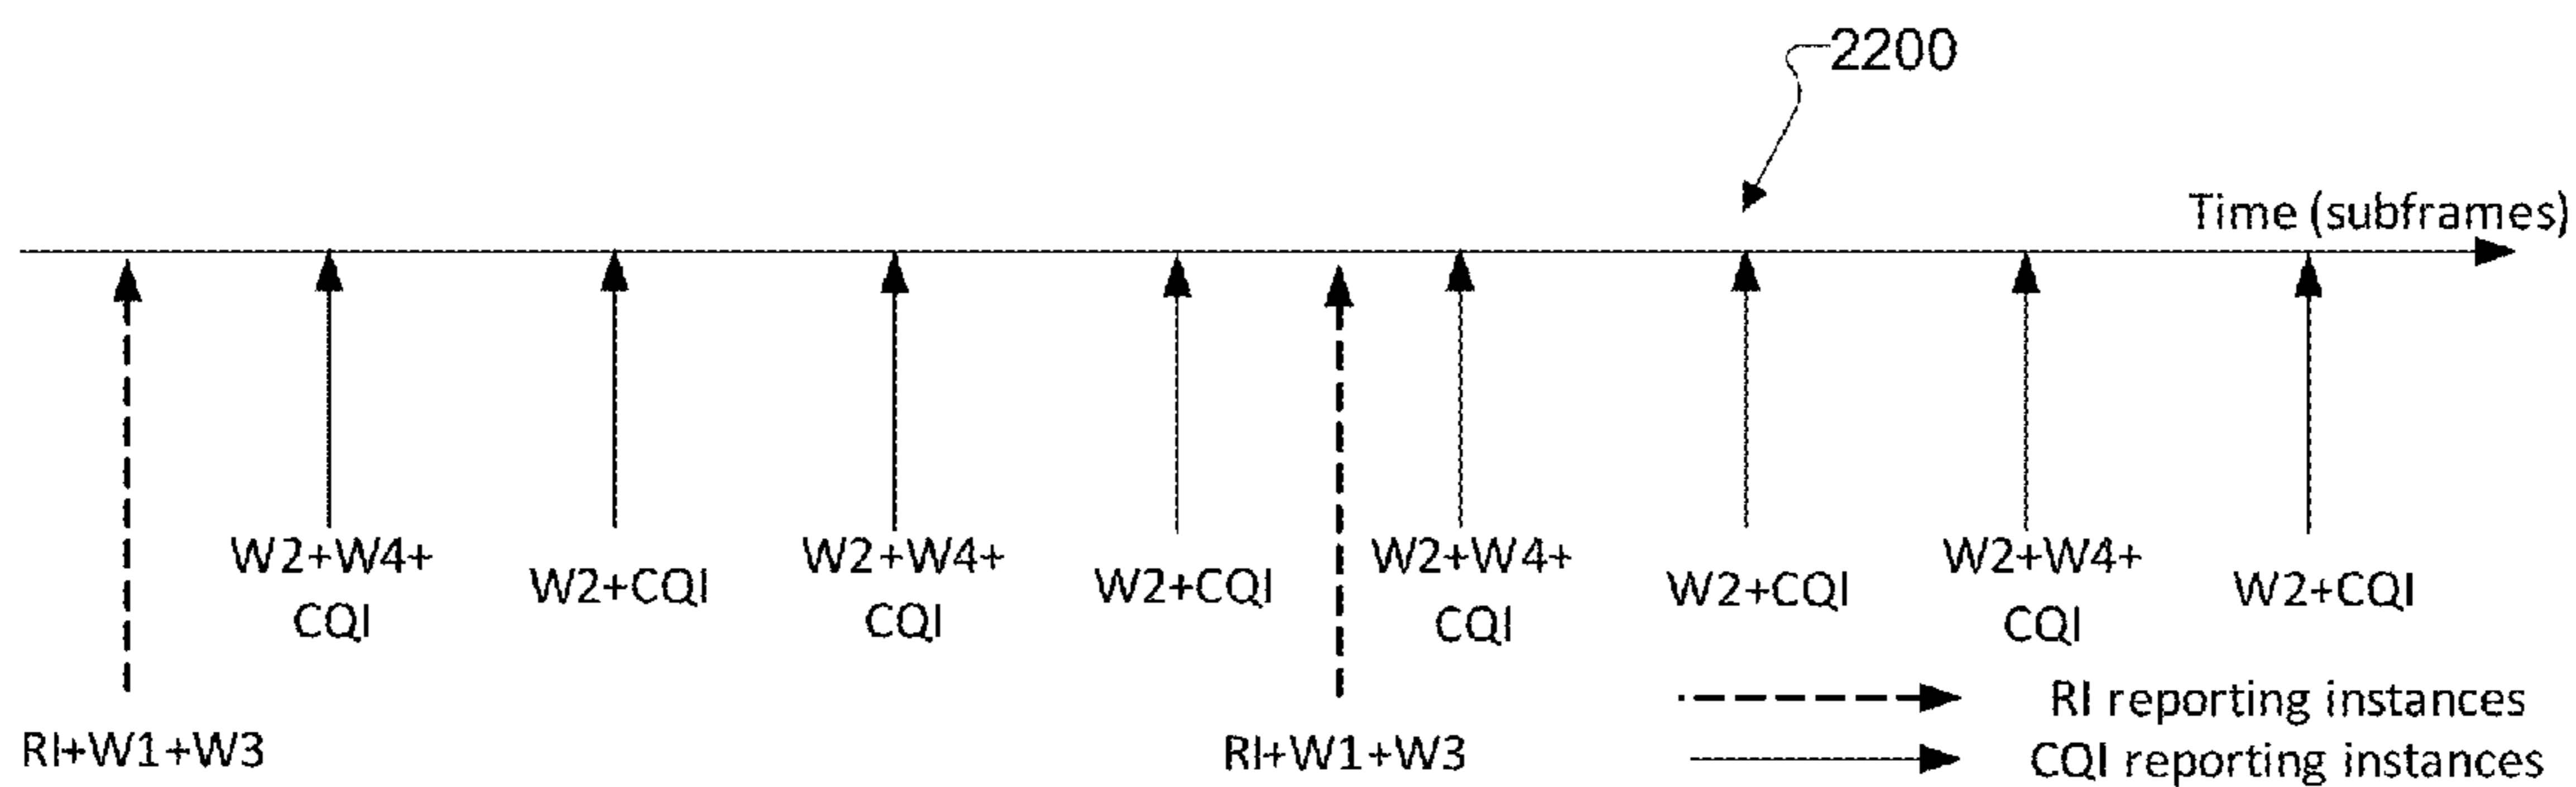 2200
Time (subframes)
W2+W4+
CQI
W2+CQI
W2+W4+
CQI
W2+CQI
W2+W4+
CQI
W2+CQI
W2+W4+
CQI
W2+CQI
RI+W1+W3
RI+W1+W3
RI reporting instances
CQI reporting instances